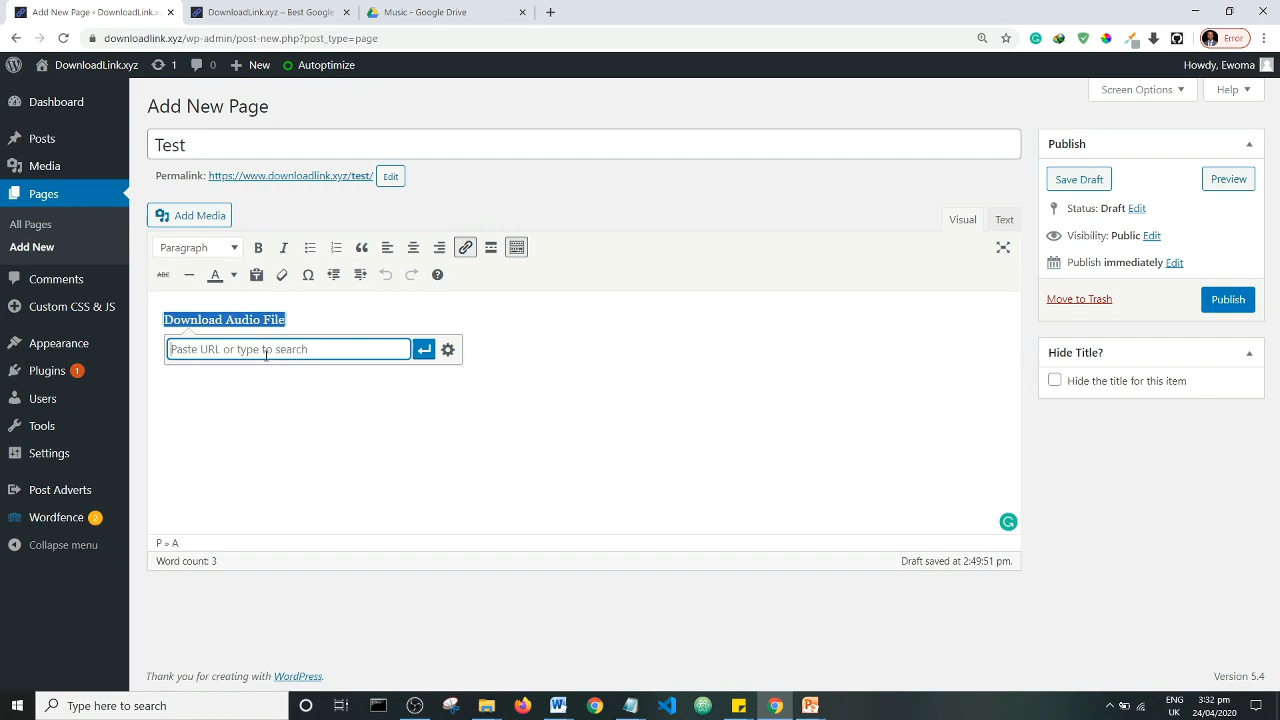 Add New Page ‹ DownloadLink.xyz
DownloadLink.xyz – Best Google
Music - Google Drive
downloadlink.xyz/wp-admin/post-new.php?post_type=page
Error
DownloadLink.xyz
1
0
New
Autoptimize
Howdy, Ewoma
Dashboard
Posts
Media
Pages
All Pages
Add New
Comments
Custom CSS & JS
Appearance
Plugins 1
Users
Tools
Settings
Post Adverts
Wordfence 2
Collapse menu
Screen Options
Help
Add New Page
Test
Permalink: https://www.downloadlink.xyz/test/ Edit
Add Media
Visual
Text
Paragraph
B I
ABC
A
Download Audio File
Paste URL or type to search
P » A
Word count: 3
Draft saved at 2:49:51 pm.
Publish
Save Draft
Preview
Status: Draft Edit
Visibility: Public Edit
Publish immediately Edit
Move to Trash
Publish
Hide Title?
Hide the title for this item
Thank you for creating with WordPress.
Version 5.4
Type here to search
ENG
UK
3:32 pm
24/04/2020